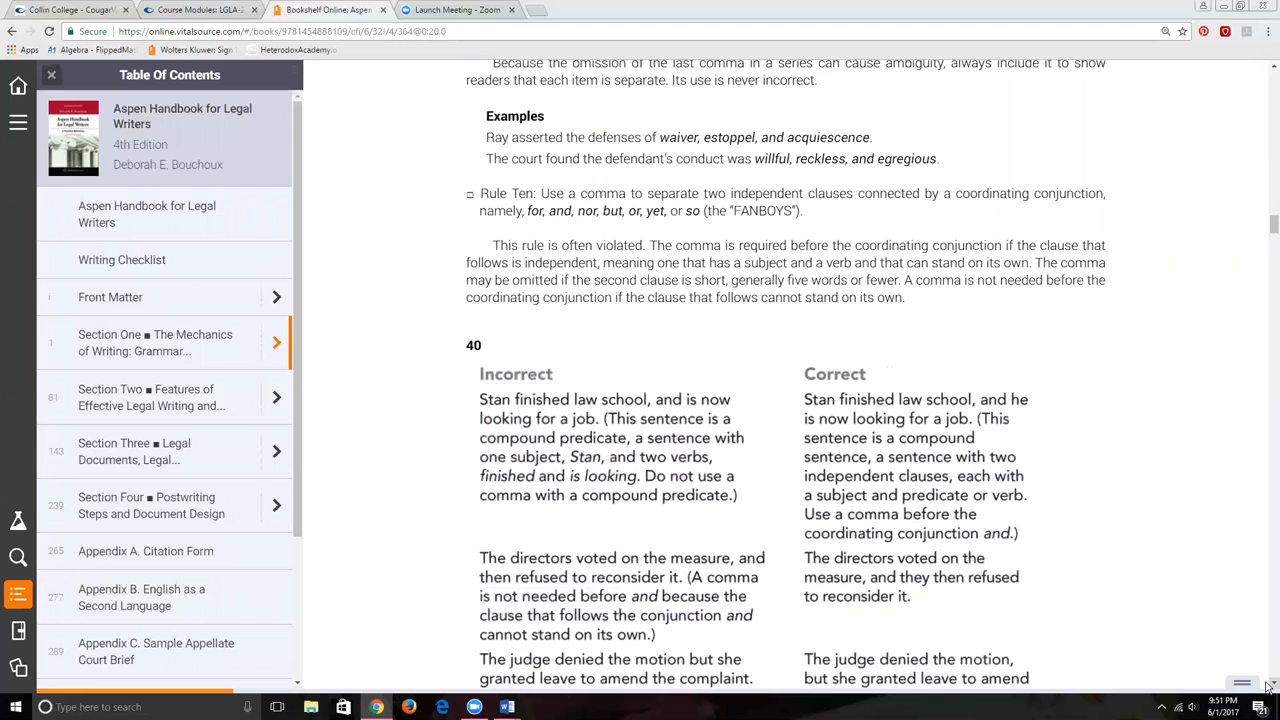 Collin College - CougarW
Course Modules: LGLA-
Bookshelf Online: Aspen
Launch Meeting - Zoom
Secure
https://online.vitalsource.com/#/books/9781454888109/cfi/6/32!/4/364@0:20.0
Apps
Algebra - FlippedMat
Wolters Kluwer: Sign
HeterodoxAcademy.o
Table Of Contents
Aspen Handbook for Legal
Writers
4th Edition
Deborah E. Bouchoux
Aspen Handbook for Legal
Writers
Writing Checklist
i Front Matter
1 Section One ■ The Mechanics
of Writing: Grammar...
81 Section Two ■ Features of
Effective Legal Writing and...
143 Section Three ■ Legal
Documents, Legal...
239 Section Four ■ Postwriting
Steps and Document Design
265 Appendix A. Citation Form
277 Appendix B. English as a
Second Language
289 Appendix C. Sample Appellate
Court Brief
Because the omission of the last comma in a series can cause ambiguity, always include it to show
readers that each item is separate. Its use is never incorrect.
Examples
Ray asserted the defenses of waiver, estoppel, and acquiescence.
The court found the defendant's conduct was willful, reckless, and egregious.
□ Rule Ten: Use a comma to separate two independent clauses connected by a coordinating conjunction,
namely, for, and, nor, but, or, yet, or so (the “FANBOYS”).
This rule is often violated. The comma is required before the coordinating conjunction if the clause that
follows is independent, meaning one that has a subject and a verb and that can stand on its own. The comma
may be omitted if the second clause is short, generally five words or fewer. A comma is not needed before the
coordinating conjunction if the clause that follows cannot stand on its own.
40
Incorrect
Stan finished law school, and is now
looking for a job. (This sentence is a
compound predicate, a sentence with
one subject, Stan, and two verbs,
finished and is looking. Do not use a
comma with a compound predicate.)
Correct
Stan finished law school, and he
is now looking for a job. (This
sentence is a compound
sentence, a sentence with two
independent clauses, each with
a subject and predicate or verb.
Use a comma before the
coordinating conjunction and.)
The directors voted on the measure, and
then refused to reconsider it. (A comma
is not needed before and because the
clause that follows the conjunction and
cannot stand on its own.)
The directors voted on the
measure, and they then refused
to reconsider it.
The judge denied the motion but she
granted leave to amend the complaint.
The judge denied the motion,
but she granted leave to amend
Type here to search
9:51 PM
6/1/2017
21